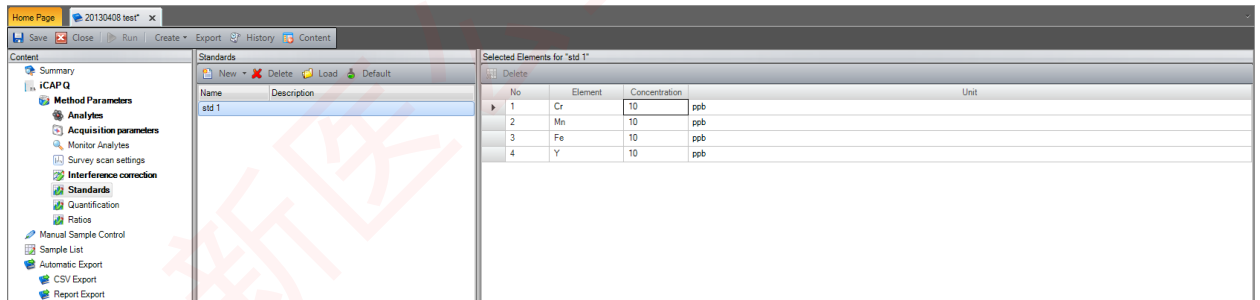 Home Page 20130408 test* x
Save Close Run Create Export History Content
Content
Summary
iCAP Q
Method Parameters
Analytes
Acquisition parameters
Monitor Analytes
Survey scan settings
Interference correction
Standards
Quantification
Ratios
Manual Sample Control
Sample List
Automatic Export
CSV Export
Report Export
Standards
New Delete Load Default
Name Description
std 1
Selected Elements for "std 1"
Delete
No Element Concentration Unit
1 Cr 10 ppb
2 Mn 10 ppb
3 Fe 10 ppb
4 Y 10 ppb
新医